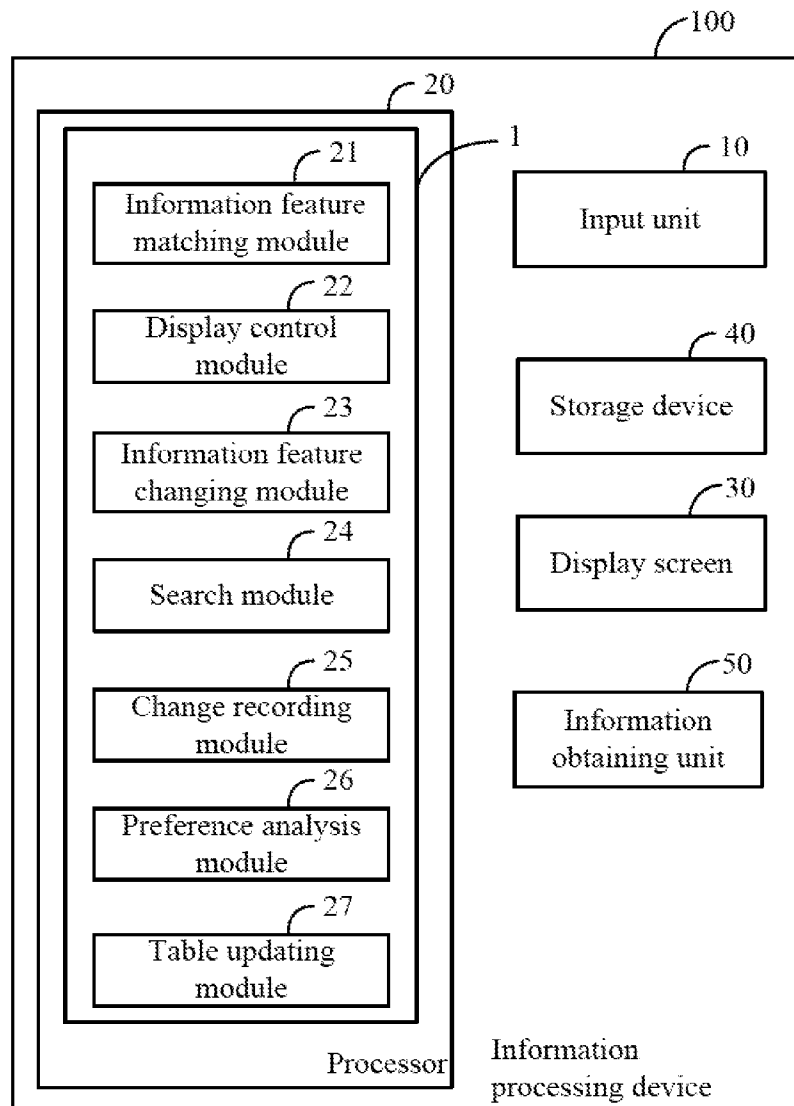 100
20
1
21
Information feature
matching module
22
Display control
module
23
Information feature
changing module
24
Search module
25
Change recording
module
26
Preference analysis
module
27
Table updating
module
Processor
10
Input unit
40
Storage device
30
Display screen
50
Information
obtaining unit
Information
processing device